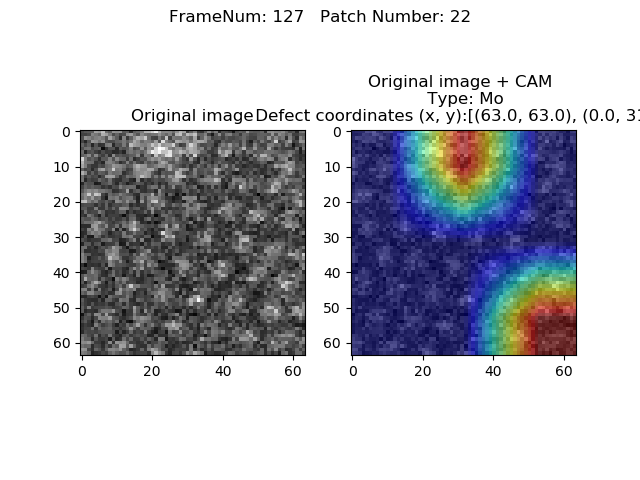 FrameNum: 127   Patch Number: 22
Original image
Original image + CAM
Type: Mo
Defect coordinates (x, y):[(63.0, 63.0), (0.0, 31
0
10
20
30
40
50
60
0 20 40 60
0
10
20
30
40
50
60
0 20 40 60